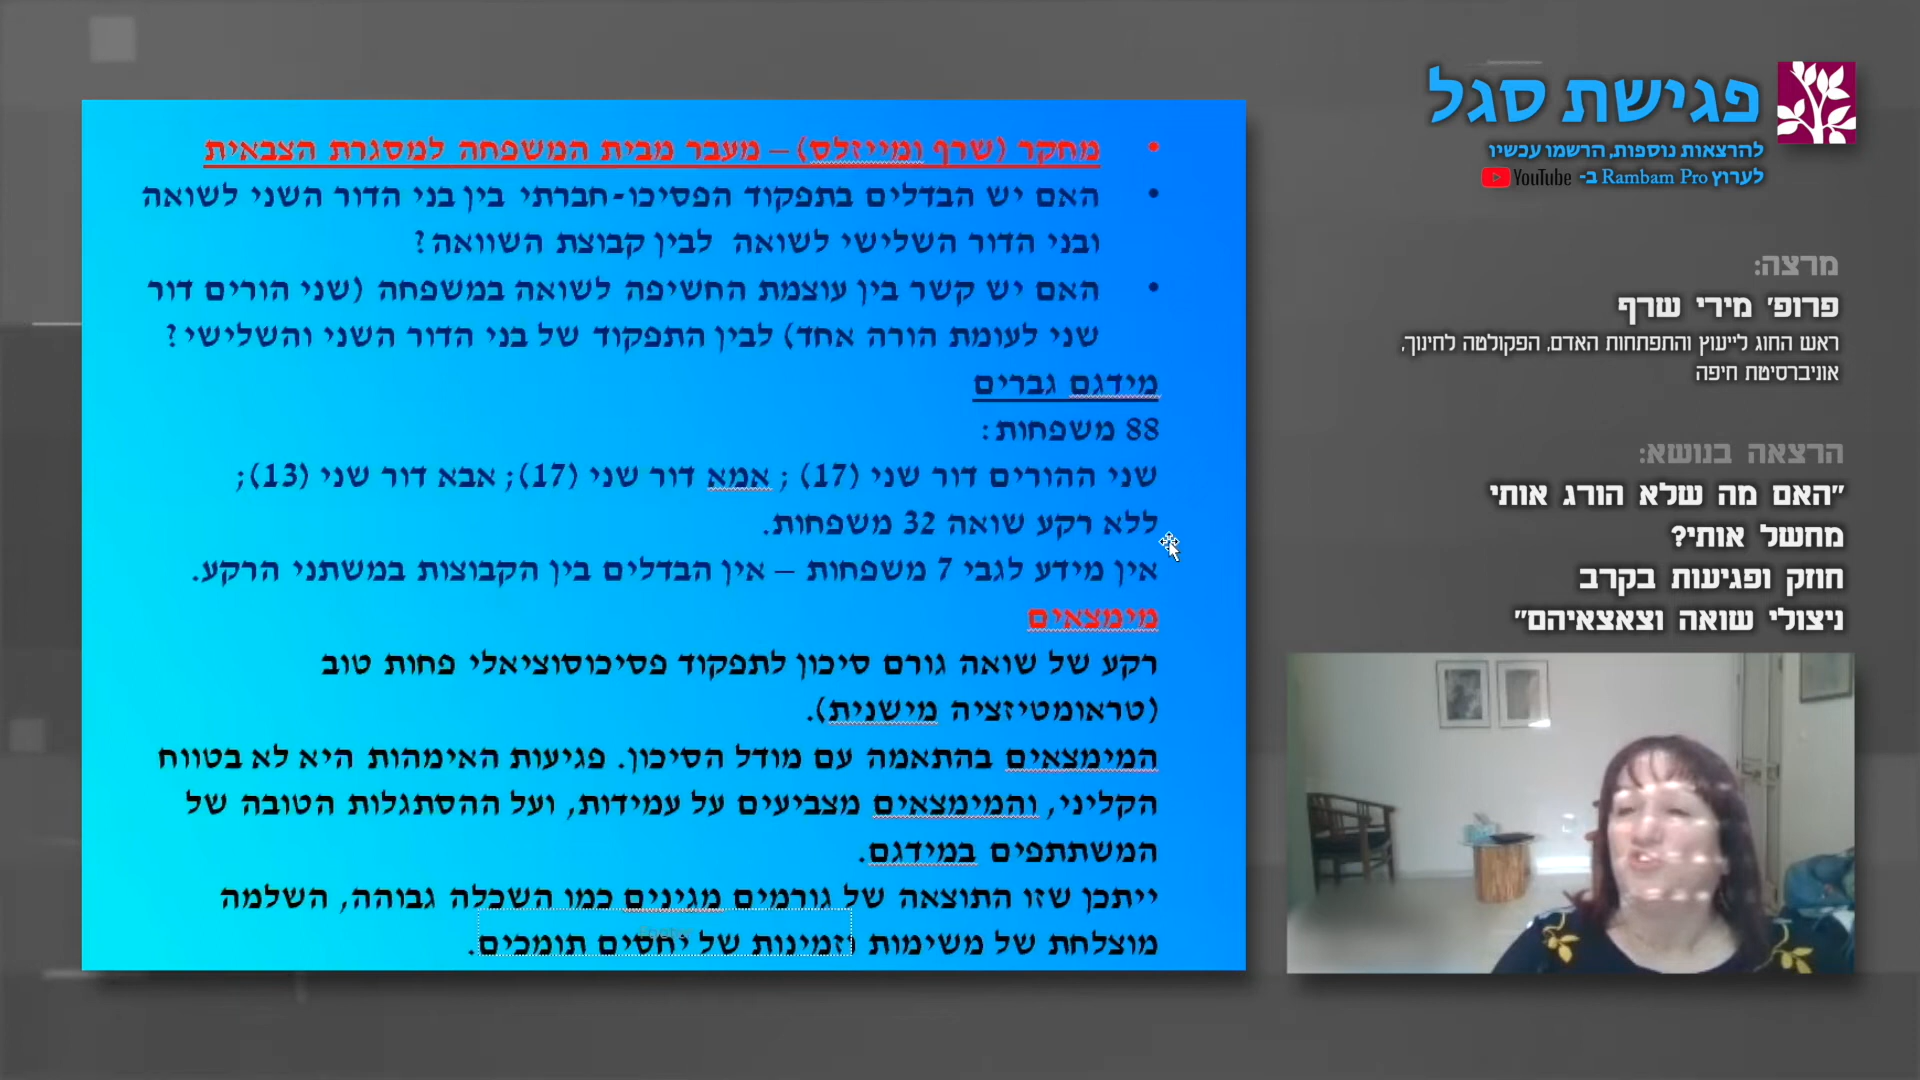 מחקר (שרף ומייזלס) – מעבר מבית המשפחה למסגרת הצבאית
האם יש הבדלים בתפקוד הפסיכו-חברתי בין בני הדור השני לשואה
ובני הדור השלישי לשואה לבין קבוצת השוואה?
האם יש קשר בין עוצמת החשיפה לשואה במשפחה (שני הורים דור
שני לעומת הורה אחד) לבין התפקוד של בני הדור השני והשלישי?
מידגם גברים
88 משפחות:
שני ההורים דור שני (17) ; אמא דור שני (17); אבא דור שני (13);
ללא רקע שואה 32 משפחות.
אין מידע לגבי 7 משפחות – אין הבדלים בין הקבוצות במשתני הרקע.
מימצאים
רקע של שואה גורם סיכון לתפקוד פסיכוסוציאלי פחות טוב
(טראומטיזציה מישנית).
המימצאים בהתאמה עם מודל הסיכון. פגיעות האימהות היא לא בטווח
הקליני, והמימצאים מצביעים על עמידות, ועל ההסתגלות הטובה של
המשתתפים במידגם.
ייתכן שזו התוצאה של גורמים מגינים כמו השכלה גבוהה, השלמה
מוצלחת של משימות וזמינות של יחסים תומכים.
פגישת סגל
להרצאות נוספות, הרשמו עכשיו
לערוץ Rambam Pro ב- YouTube
מרצה:
פרופ' מירי שרף
ראש החוג לייעוץ והתפתחות האדם, הפקולטה לחינוך,
אוניברסיטת חיפה
הרצאה בנושא:
"האם מה שלא הורג אותי
מחשל אותי?
חוזק ופגיעות בקרב
ניצולי שואה וצאצאיהם"